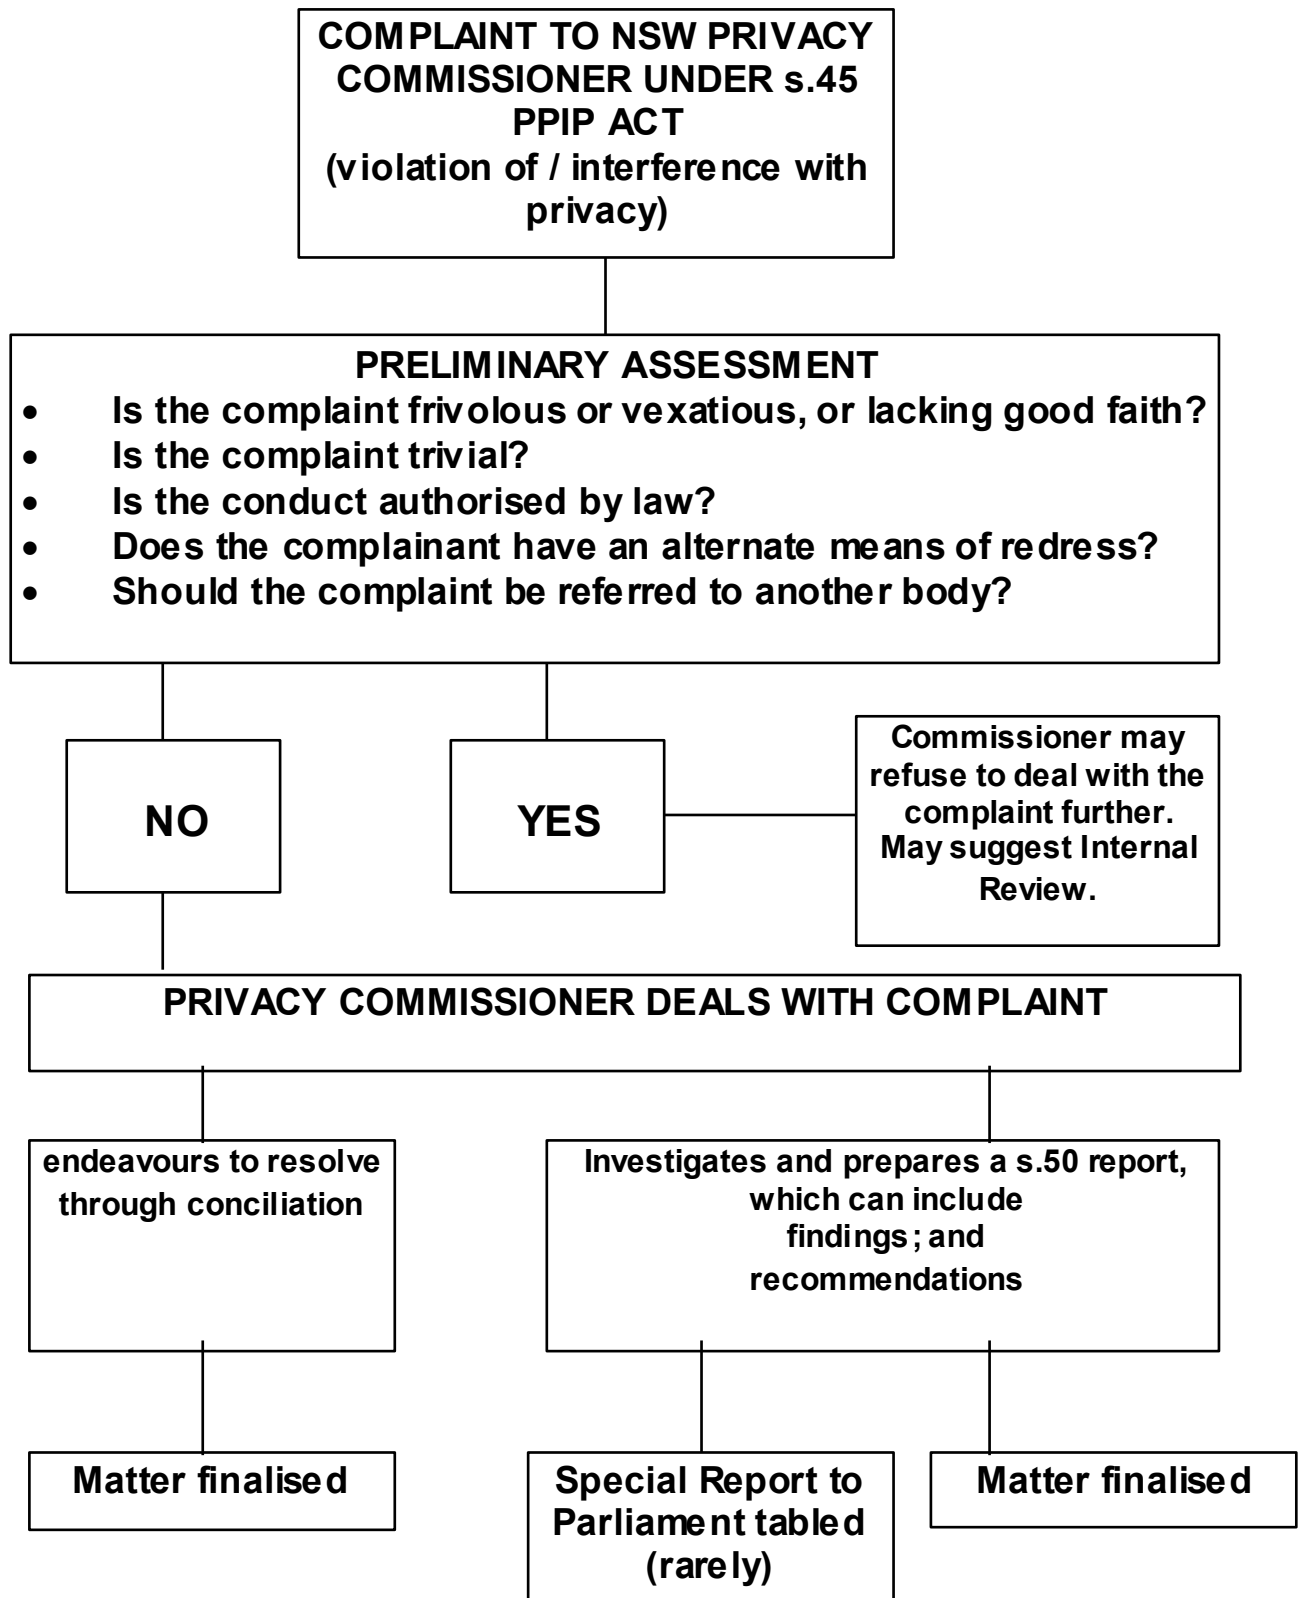 COMPLAINT TO NSW PRIVACY
COMMISSIONER UNDER s.45
PPIP ACT
(violation of / interference with
privacy)
PRELIMINARY ASSESSMENT
• Is the complaint frivolous or vexatious, or lacking good faith?
• Is the complaint trivial?
• Is the conduct authorised by law?
• Does the complainant have an alternate means of redress?
• Should the complaint be referred to another body?
NO
YES
Commissioner may
refuse to deal with the
complaint further.
May suggest Internal
Review.
PRIVACY COMMISSIONER DEALS WITH COMPLAINT
endeavours to resolve
through conciliation
Investigates and prepares a s.50 report,
which can include
findings; and
recommendations
Matter finalised
Special Report to
Parliament tabled
(rarely)
Matter finalised